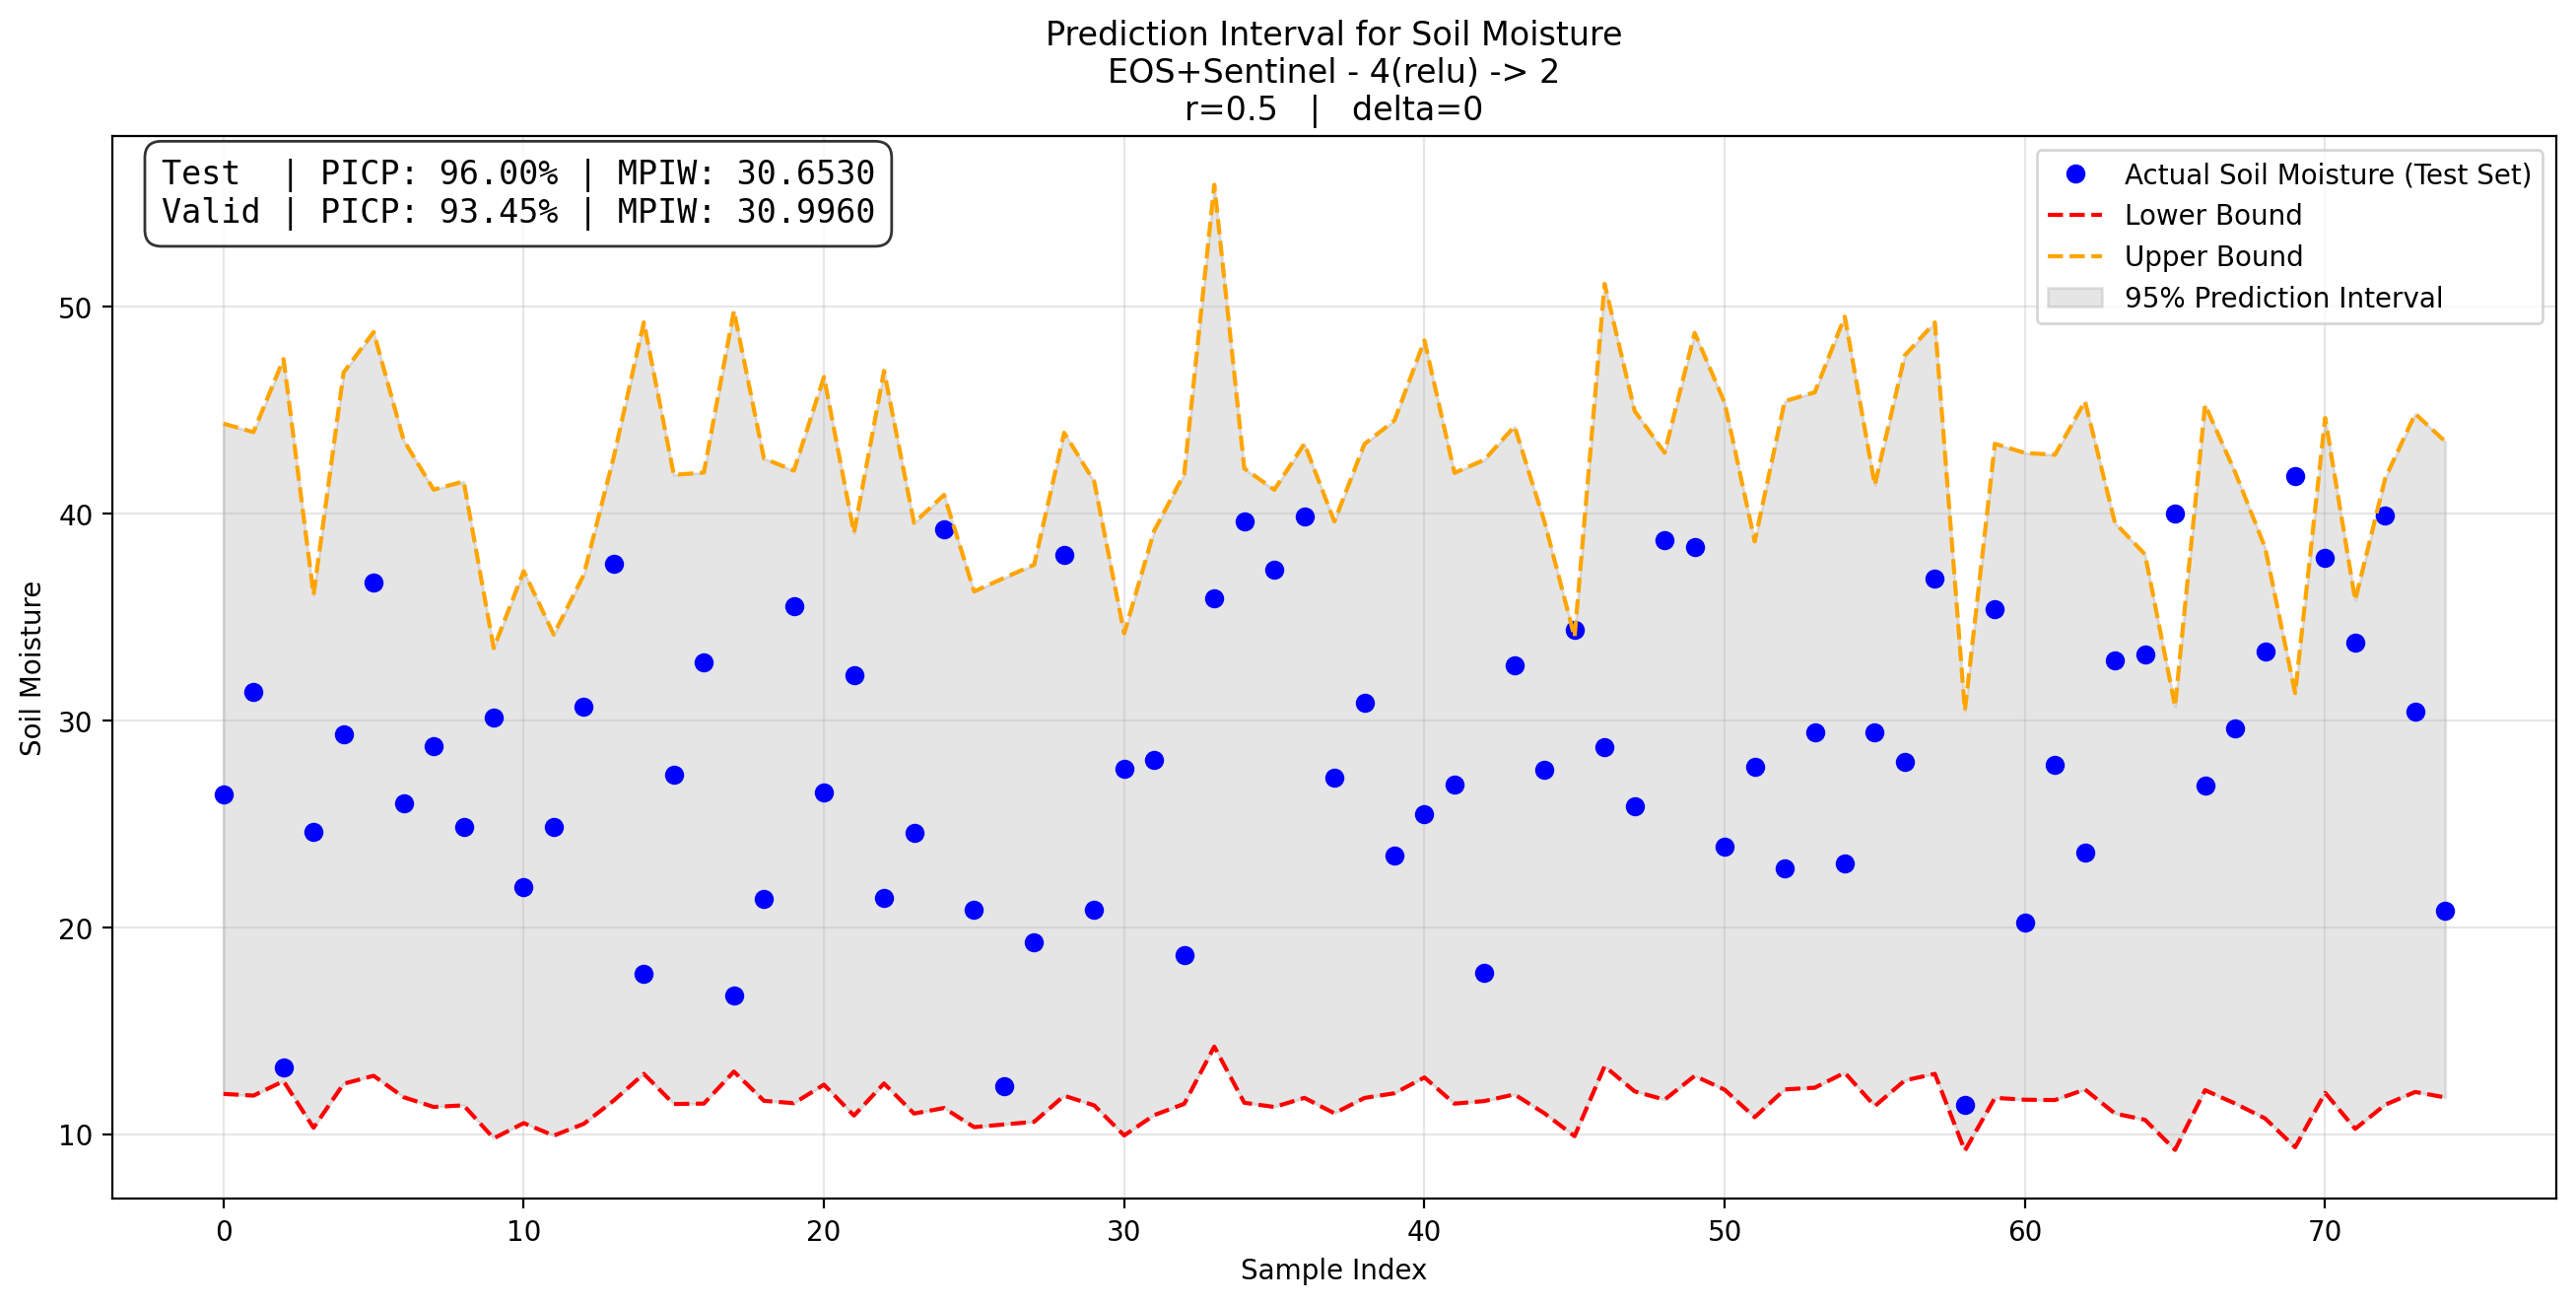 Prediction Interval for Soil Moisture
EOS+Sentinel - 4(relu) -> 2
r=0.5 | delta=0
Test | PICP: 96.00% | MPIW: 30.6530
Valid | PICP: 93.45% | MPIW: 30.9960
Actual Soil Moisture (Test Set)
Lower Bound
Upper Bound
95% Prediction Interval
Soil Moisture
50
40
30
20
10
0 10 20 30 40 50 60 70
Sample Index